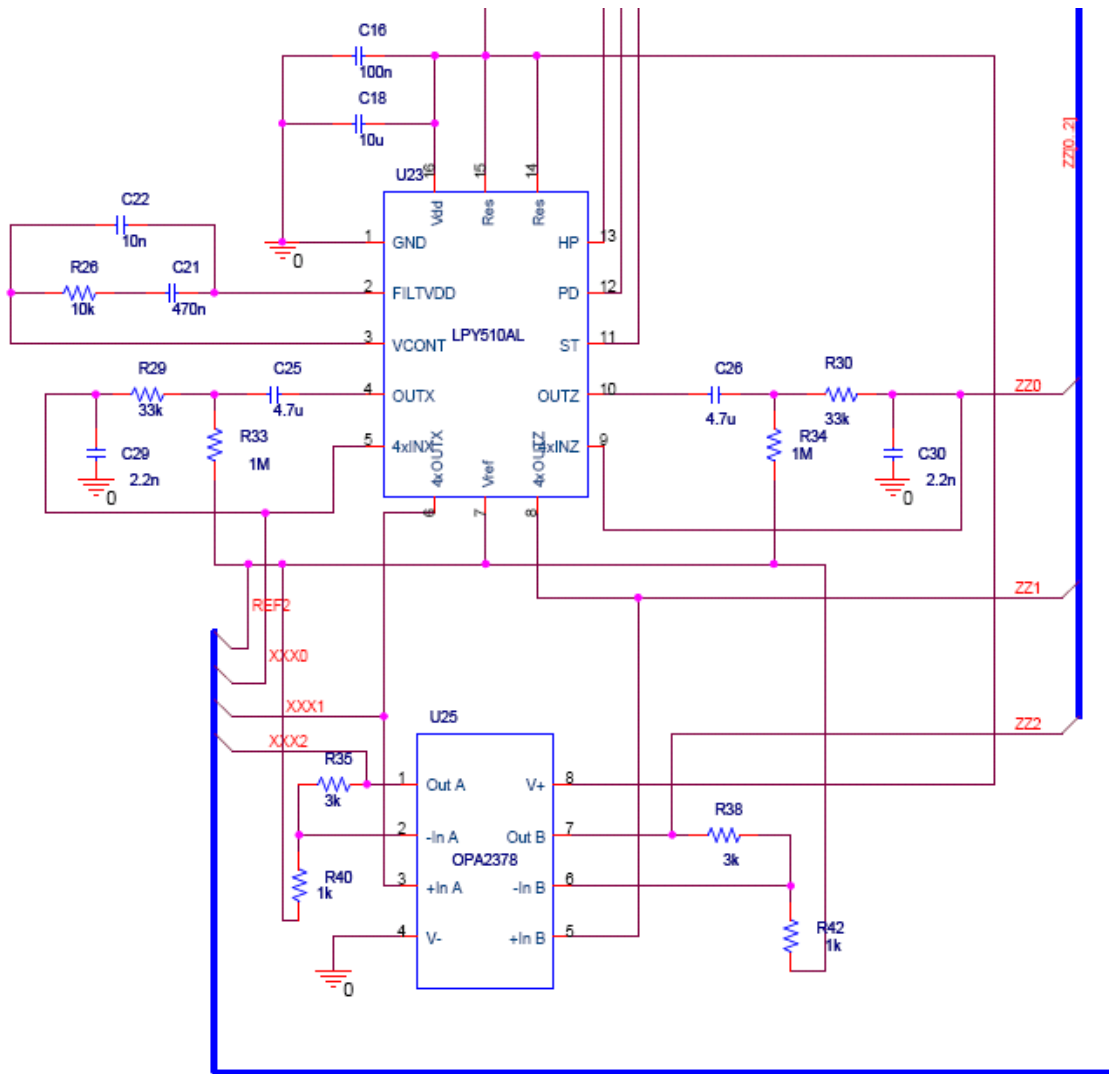 C16
100n
C18
10u
ZZ[0..2]
U23
16
15
14
Vdd
Res
Res
C22
10n
1
GND
HP
13
0
R26
10k
C21
470n
2
FILTVDD
PD
12
3
VCONT
LPY510AL
ST
11
R29
33k
C25
4.7u
4
OUTX
OUTZ
10
C26
4.7u
R30
33k
ZZ0
R33
1M
5
4xINX
4xOUTX
Vref
4xOUTZ
4xINZ
9
R34
1M
C29
2.2n
0
C30
2.2n
0
6
7
8
REF2
ZZ1
XXX0
XXX1
XXX2
U25
ZZ2
R35
3k
1
Out A
V+
8
2
-In A
Out B
7
R38
3k
OPA2378
R40
1k
3
+In A
-In B
6
4
V-
+In B
5
R42
1k
0